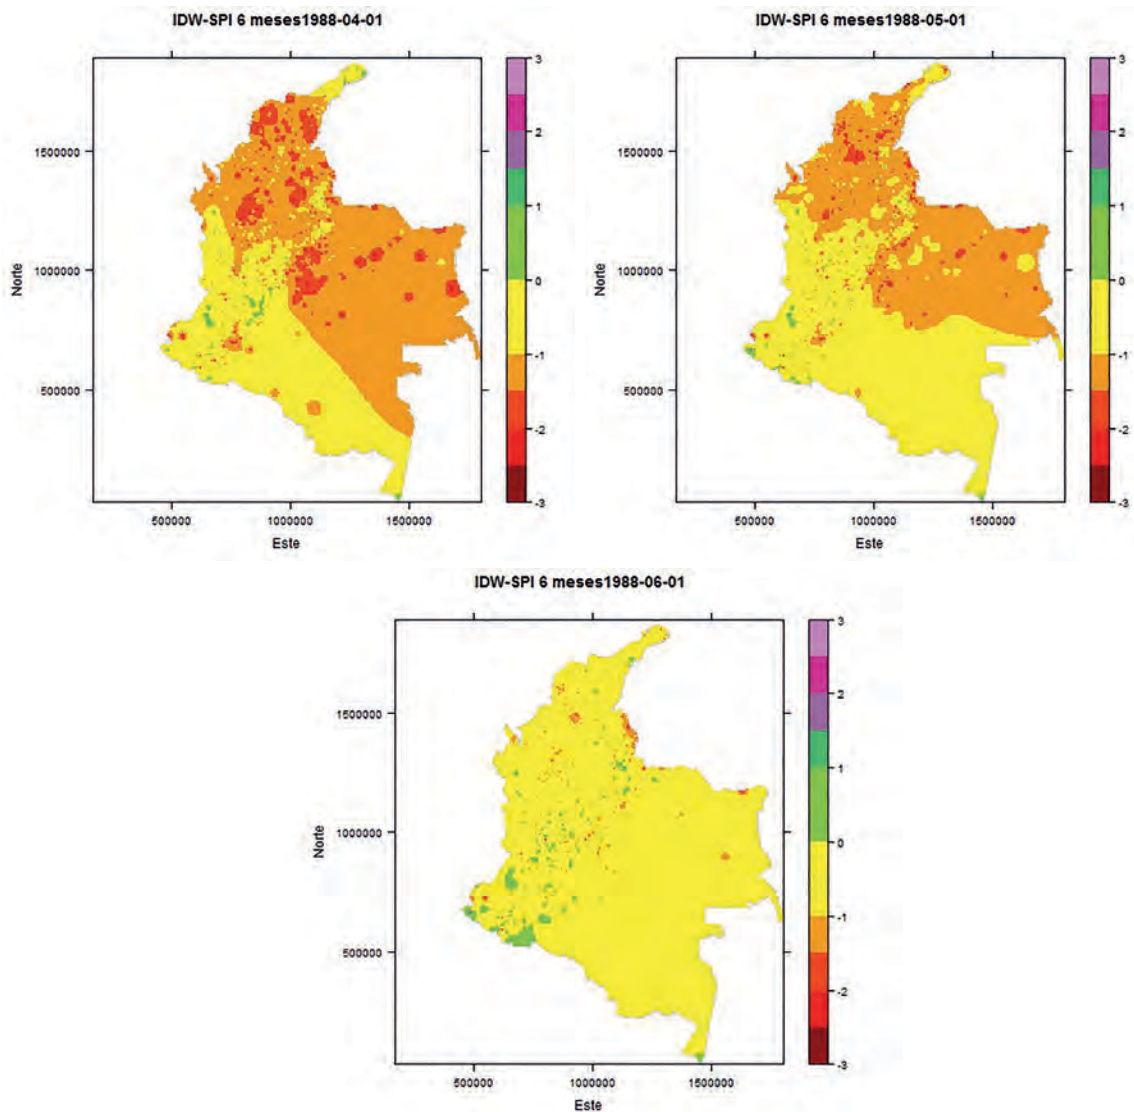 IDW-SPI 6 meses1988-04-01
3
2
1
0
-1
-2
-3
1500000
1000000
500000
Norte
500000 1000000 1500000
Este
IDW-SPI 6 meses1988-05-01
3
2
1
0
-1
-2
-3
1500000
1000000
500000
Norte
500000 1000000 1500000
Este
IDW-SPI 6 meses1988-06-01
3
2
1
0
-1
-2
-3
1500000
1000000
500000
Norte
500000 1000000 1500000
Este